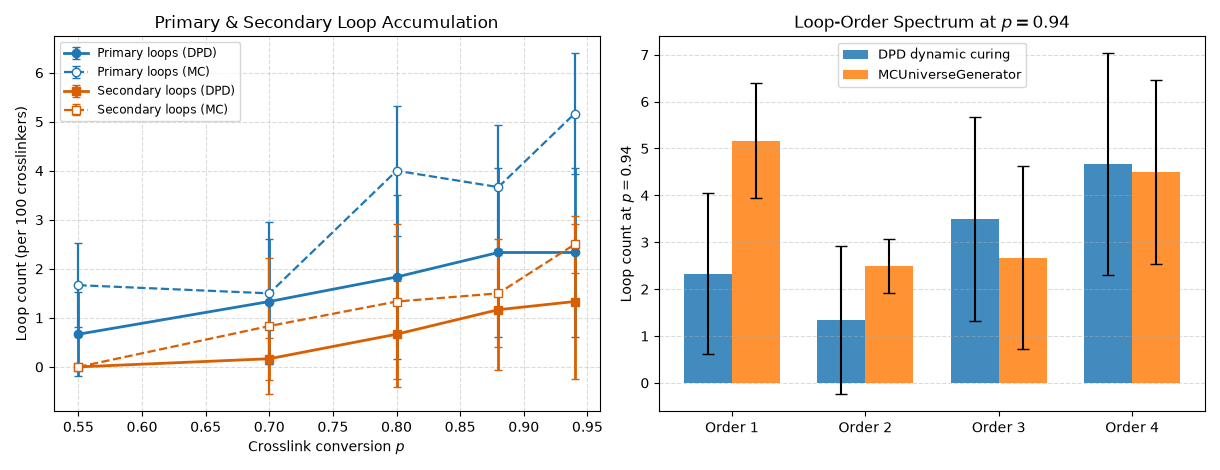 Primary & Secondary Loop Accumulation
Primary loops (DPD)
Primary loops (MC)
Secondary loops (DPD)
Secondary loops (MC)
Loop count (per 100 crosslinkers)
6
5
4
3
2
1
0
0.55
0.60
0.65
0.70
0.75
0.80
0.85
0.90
0.95
Crosslink conversion p
Loop-Order Spectrum at p = 0.94
DPD dynamic curing
MCUniverseGenerator
Loop count at p = 0.94
7
6
5
4
3
2
1
0
Order 1
Order 2
Order 3
Order 4